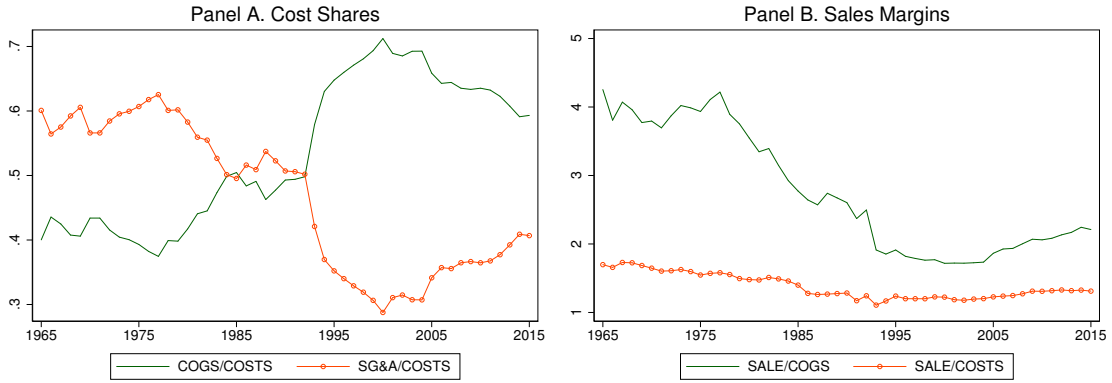 Panel A. Cost Shares
.7
.6
.5
.4
.3
1965 1975 1985 1995 2005 2015
COGS/COSTS SG&A/COSTS
Panel B. Sales Margins
5
4
3
2
1
1965 1975 1985 1995 2005 2015
SALE/COGS SALE/COSTS